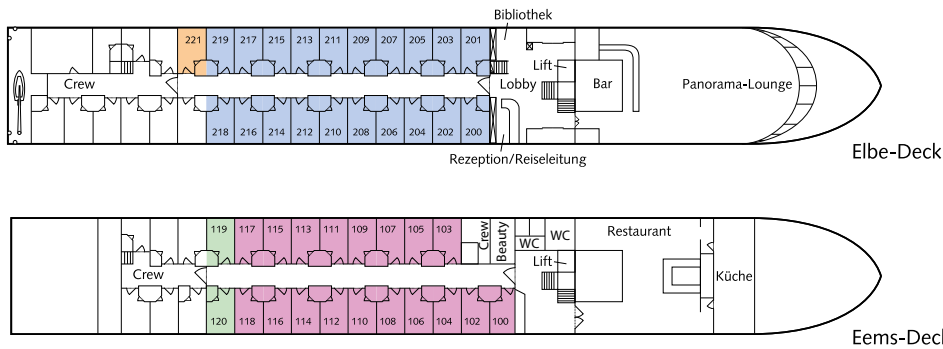 Bibliothek
221 219 217 215 213 211 209 207 205 203 201
Crew
Lobby
Lift
Bar
Panorama-Lounge
218 216 214 212 210 208 206 204 202 200
Rezeption/Reiseleitung
Elbe-Deck
119 117 115 113 111 109 107 105 103
Crew
Beauty
WC
WC
Restaurant
Crew
Lift
Küche
120 118 116 114 112 110 108 106 104 102 100
Eems-Deck